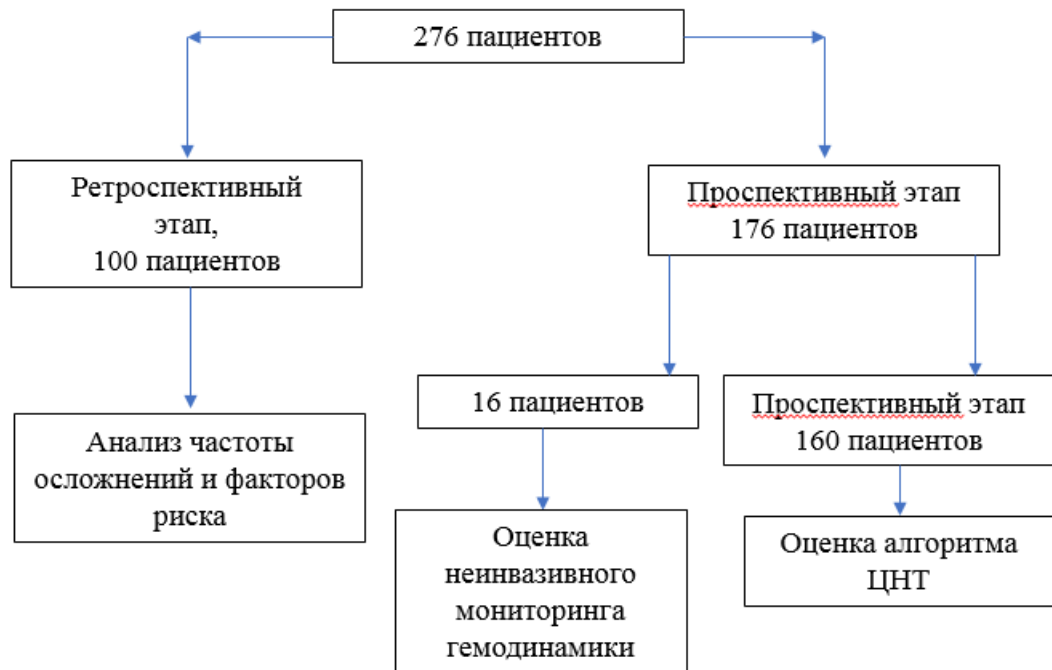 276 пациентов
Ретроспективный
этап,
100 пациентов
Проспективный этап
176 пациентов
16 пациентов
Проспективный этап
160 пациентов
Анализ частоты
осложнений и факторов
риска
Оценка
неинвазивного
мониторинга
гемодинамики
Оценка алгоритма
ЦНТ